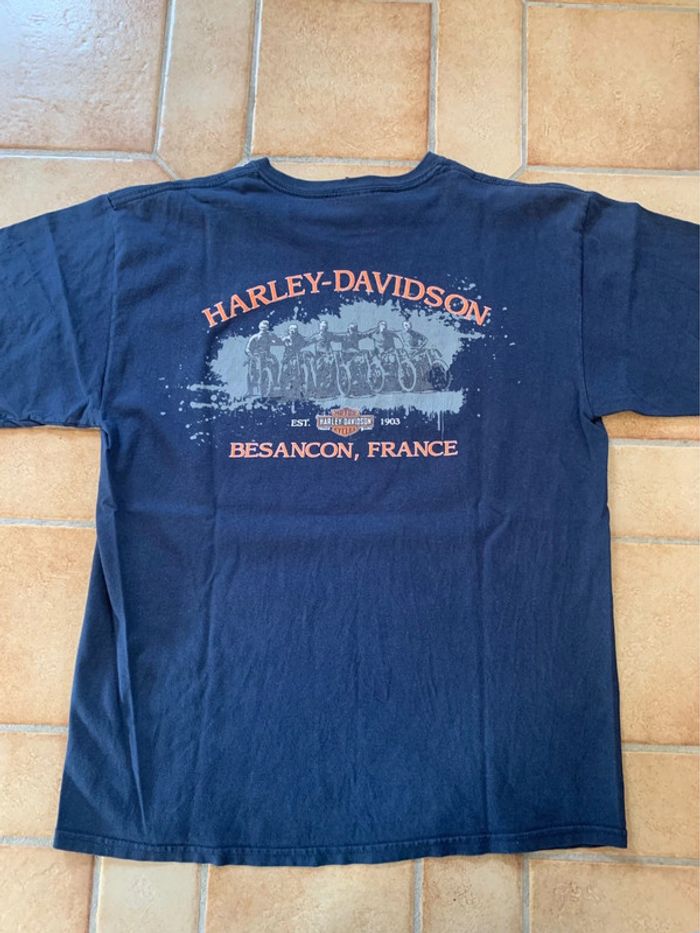 HARLEY-DAVIDSON
EST. HARLEY-DAVIDSON 1903
BESANCON, FRANCE